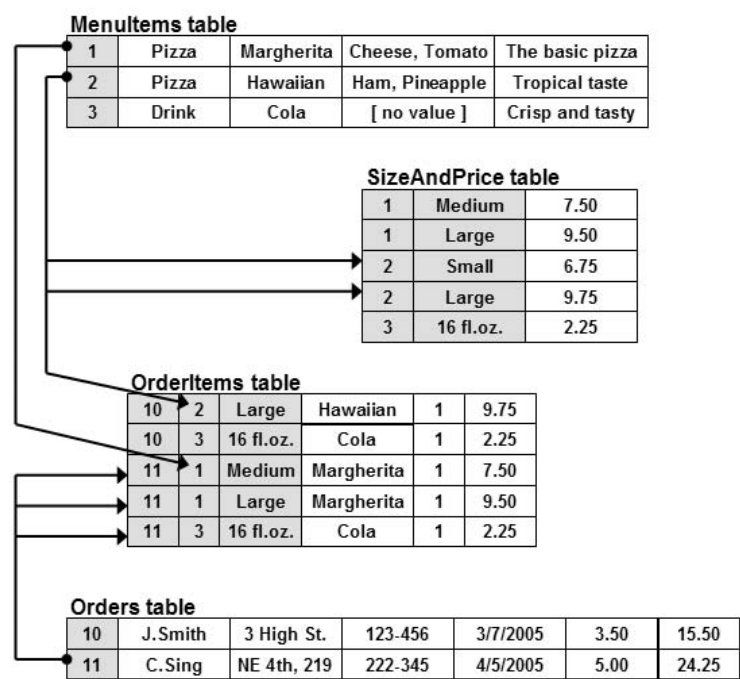 MenuItems table
1 Pizza Margherita Cheese, Tomato The basic pizza
2 Pizza Hawaiian Ham, Pineapple Tropical taste
3 Drink Cola [ no value ] Crisp and tasty
SizeAndPrice table
1 Medium 7.50
1 Large 9.50
2 Small 6.75
2 Large 9.75
3 16 fl.oz. 2.25
OrderItems table
10 2 Large Hawaiian 1 9.75
10 3 16 fl.oz. Cola 1 2.25
11 1 Medium Margherita 1 7.50
11 1 Large Margherita 1 9.50
11 3 16 fl.oz. Cola 1 2.25
Orders table
10 J.Smith 3 High St. 123-456 3/7/2005 3.50 15.50
11 C.Sing NE 4th, 219 222-345 4/5/2005 5.00 24.25